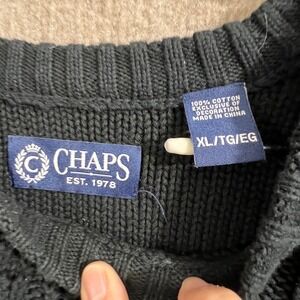 C
CHAPS
EST. 1978
100% COTTON
EXCLUSIVE OF
DECORATION
MADE IN CHINA
XL/TG/EG